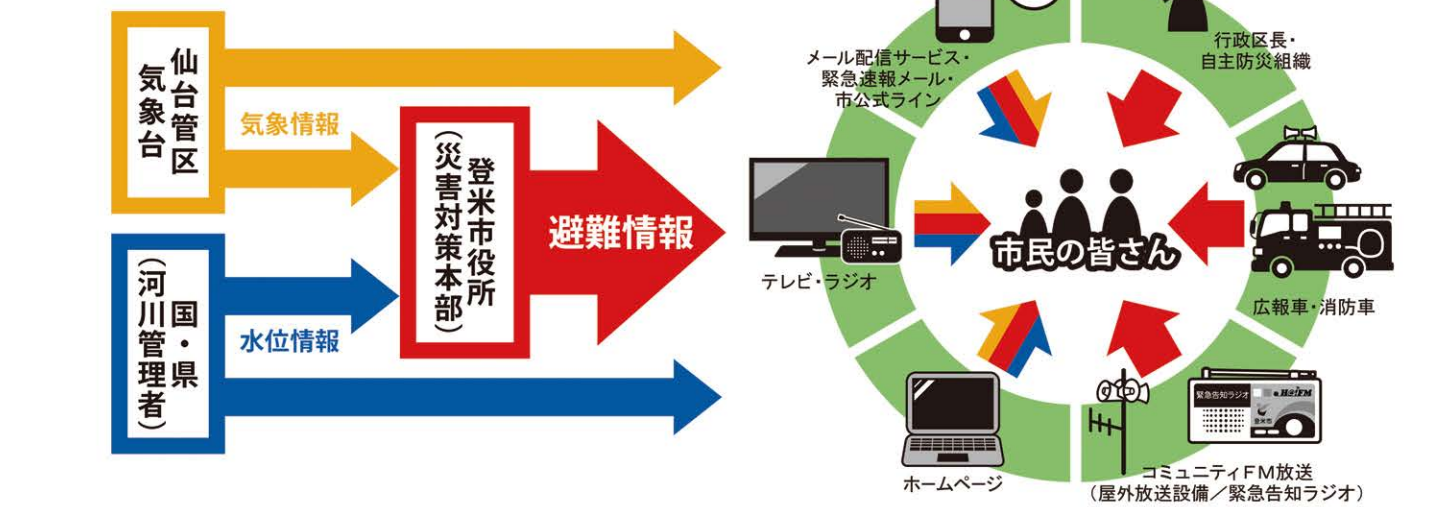 仙台管区
気象台
気象情報
国・県
(河川管理者)
水位情報
登米市役所
(災害対策本部)
避難情報
メール配信サービス・
緊急速報メール・
市公式ライン
行政区長・
自主防災組織
テレビ・ラジオ
市民の皆さん
広報車・消防車
ホームページ
緊急告知ラジオ
H@!FM
登米市
コミュニティFM放送
(屋外放送設備/緊急告知ラジオ)